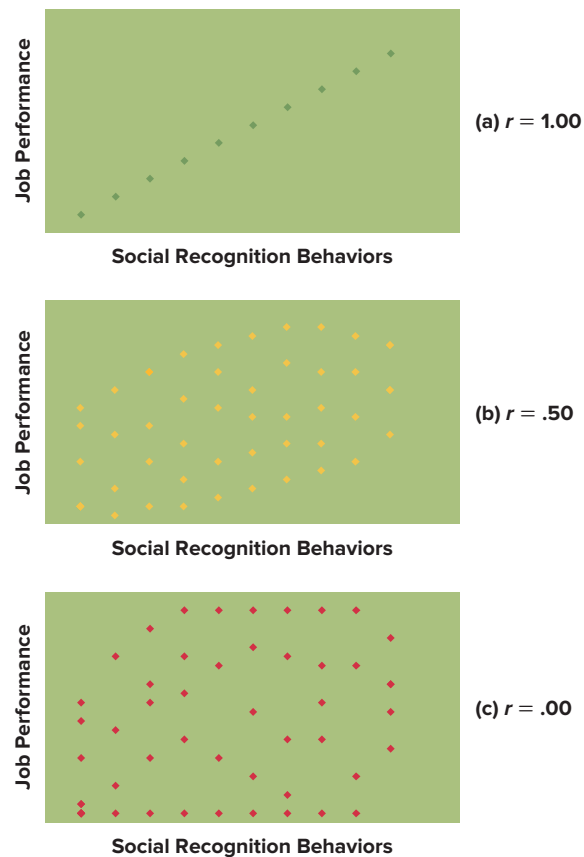 Job Performance
(a) r = 1.00
Social Recognition Behaviors
Job Performance
(b) r = .50
Social Recognition Behaviors
Job Performance
(c) r = .00
Social Recognition Behaviors